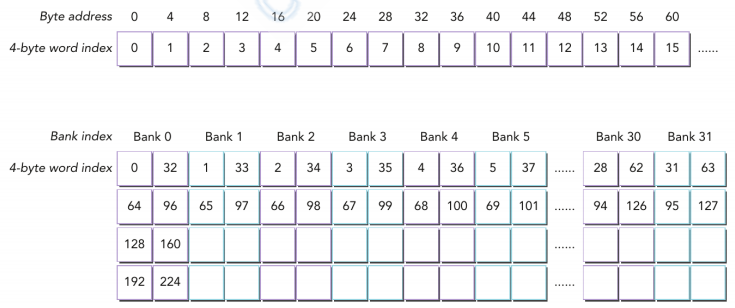 Byte address 0 4 8 12 16 20 24 28 32 36 40 44 48 52 56 60
4-byte word index 0 1 2 3 4 5 6 7 8 9 10 11 12 13 14 15 ......
Bank index Bank 0 Bank 1 Bank 2 Bank 3 Bank 4 Bank 5 Bank 30 Bank 31
4-byte word index 0 32 1 33 2 34 3 35 4 36 5 37 ...... 28 62 31 63
64 96 65 97 66 98 67 99 68 100 69 101 ...... 94 126 95 127
128 160 ......
192 224 ......